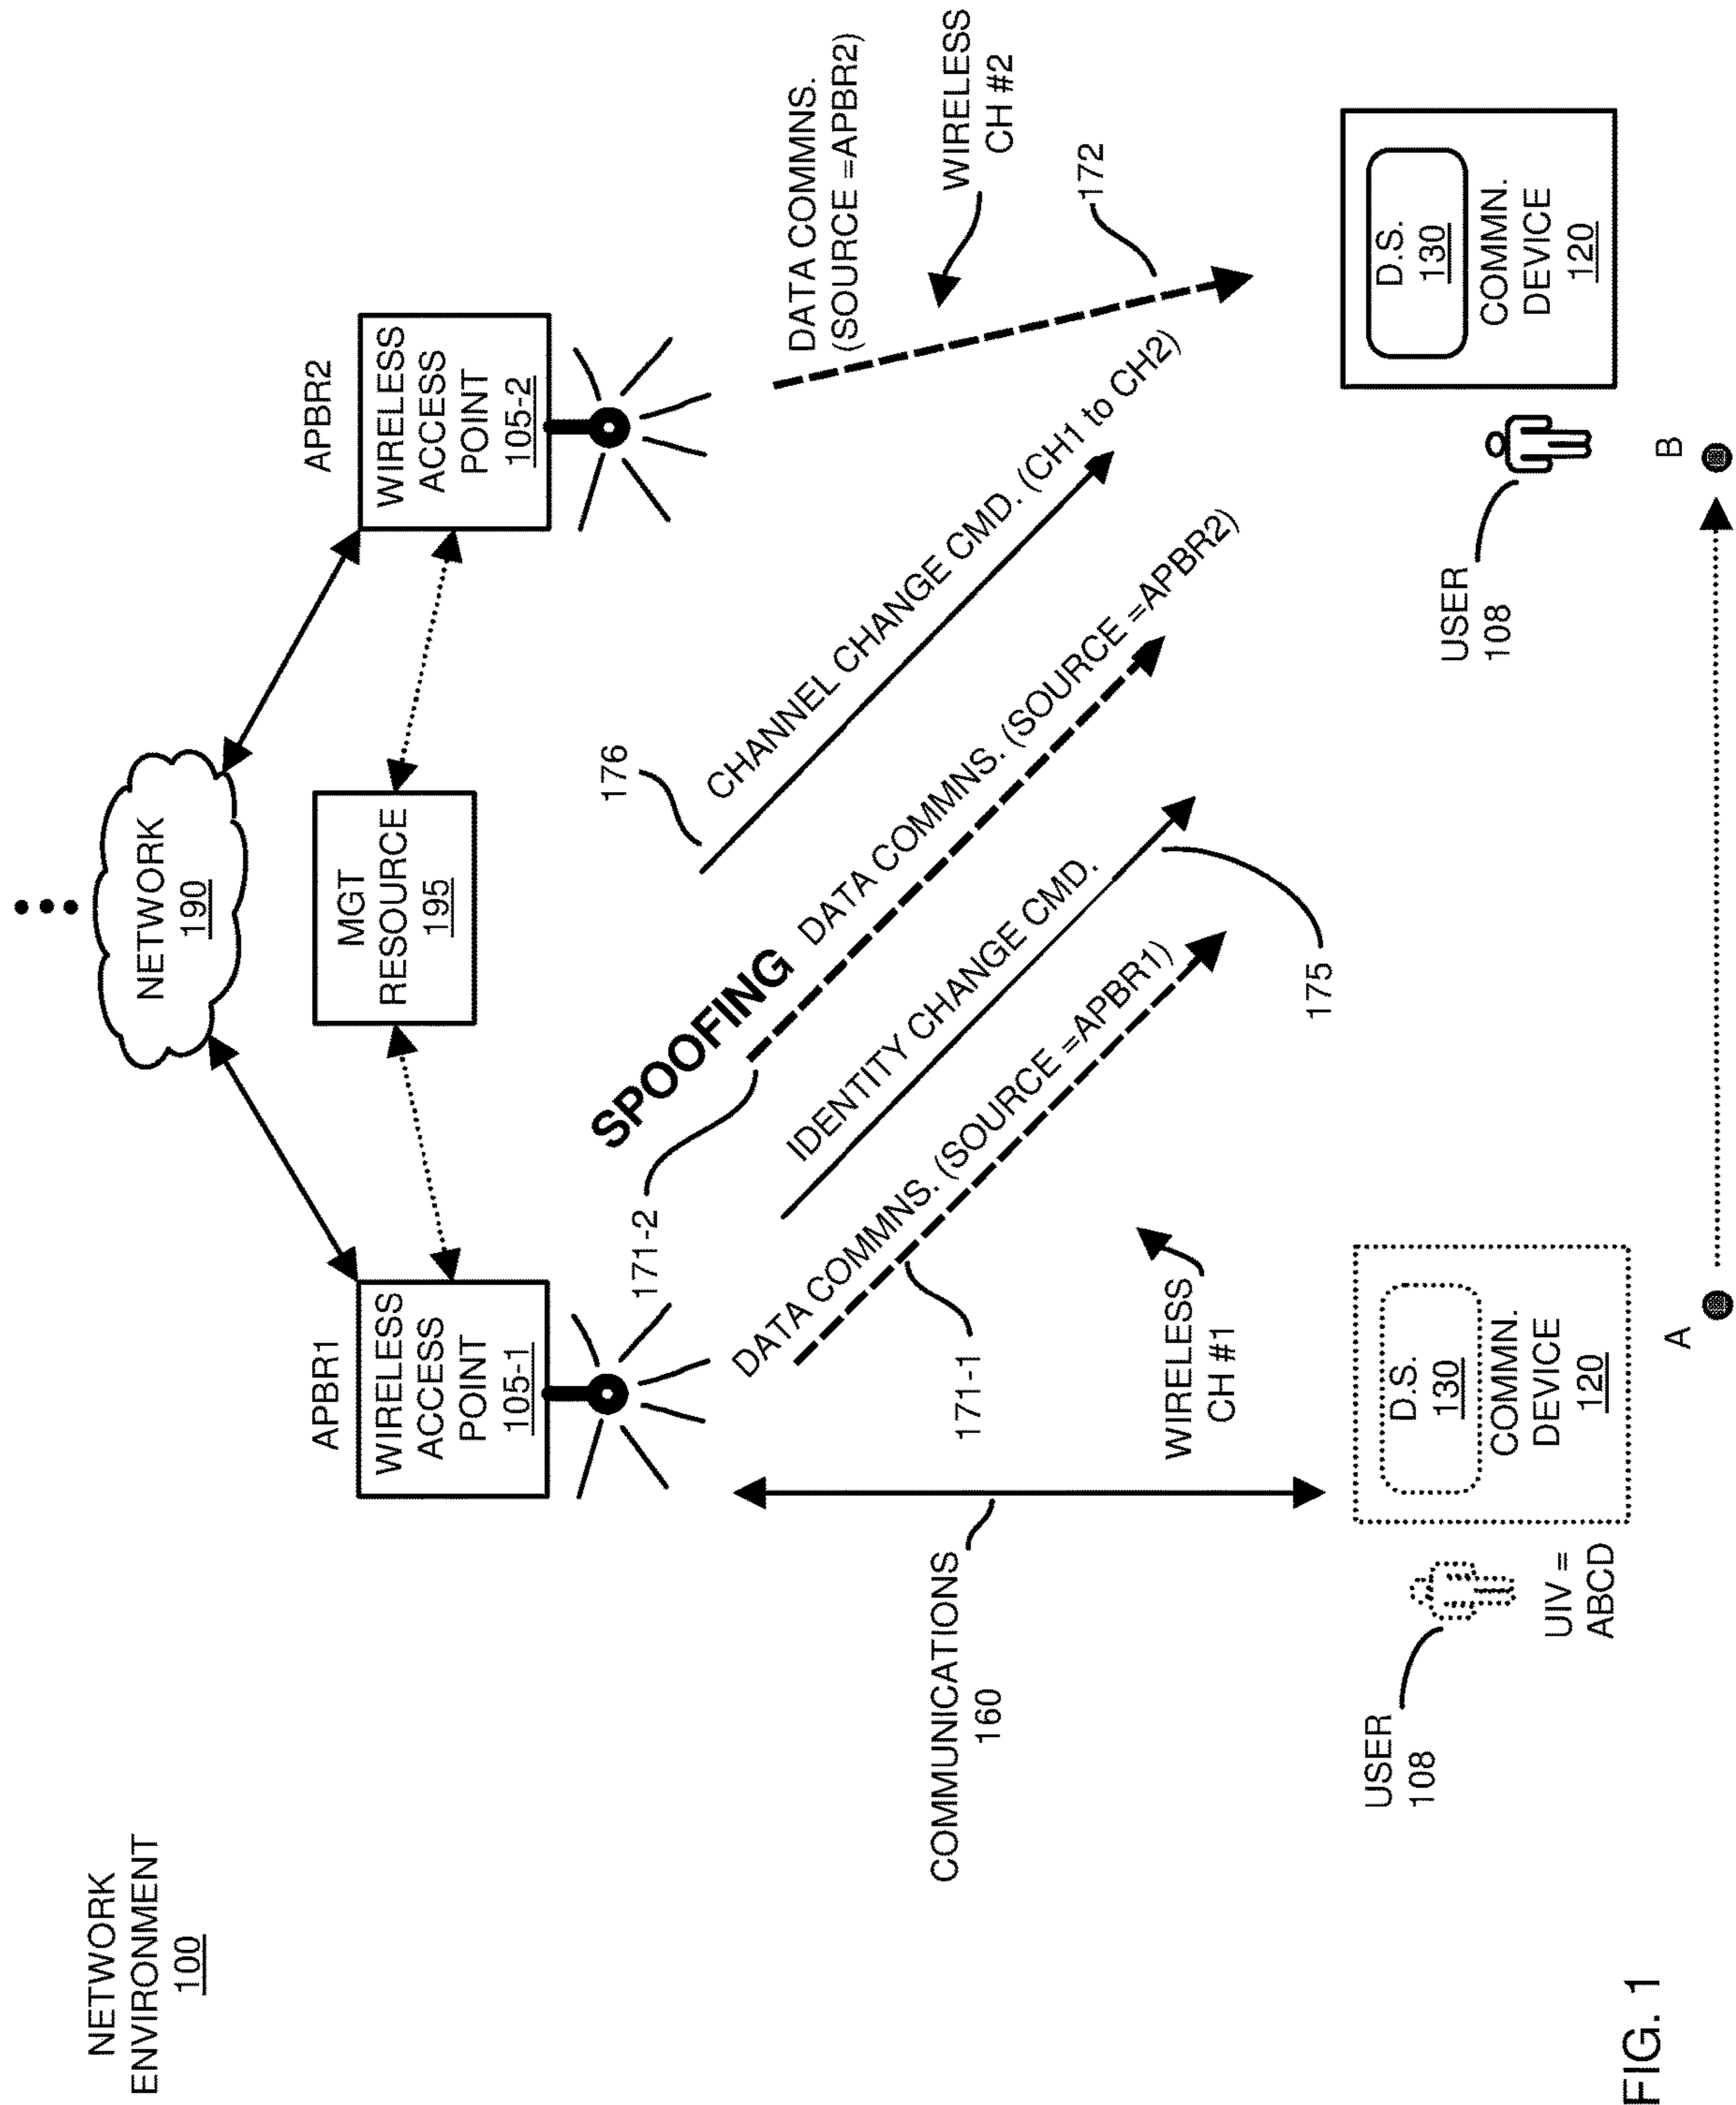 NETWORK
ENVIRONMENT
100
NETWORK
190
MGT
RESOURCE
195
APBR1
WIRELESS
ACCESS
POINT
105-1
APBR2
WIRELESS
ACCESS
POINT
105-2
171-2
SPOOFING
176
CHANNEL CHANGE CMD. (CH1 to CH2)
DATA COMMNS. (SOURCE =APBR2)
IDENTITY CHANGE CMD.
DATA COMMNS. (SOURCE =APBR1)
DATA COMMNS.
(SOURCE =APBR2)
WIRELESS
CH #2
172
COMMUNICATIONS
160
171-1
WIRELESS
CH #1
175
USER
108
UIV =
ABCD
D.S.
130
COMMN.
DEVICE
120
USER
108
D.S.
130
COMMN.
DEVICE
120
A
B
FIG. 1